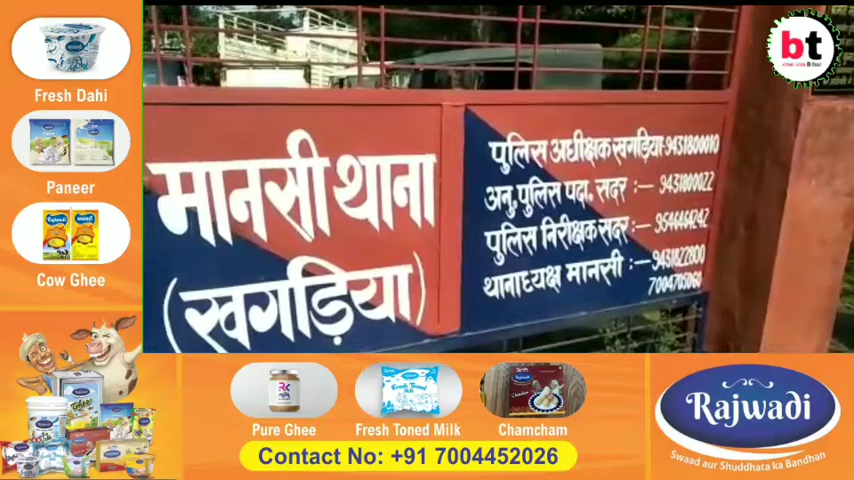 bt
Fresh Dahi
Paneer
Cow Ghee
मानसी थाना
(खगड़िया)
पुलिस अधीक्षक खगड़िया-9431800010
अनु. पुलिस पदा. सदर :- 9431800022
पुलिस निरीक्षक सदर :- 9546464242
थानाध्यक्ष मानसी :- 9431822800
7004705060
Pure Ghee
Fresh Toned Milk
Chamcham
Contact No: +91 7004452026
Rajwadi
Swaad aur Shuddhata ka Bandhan